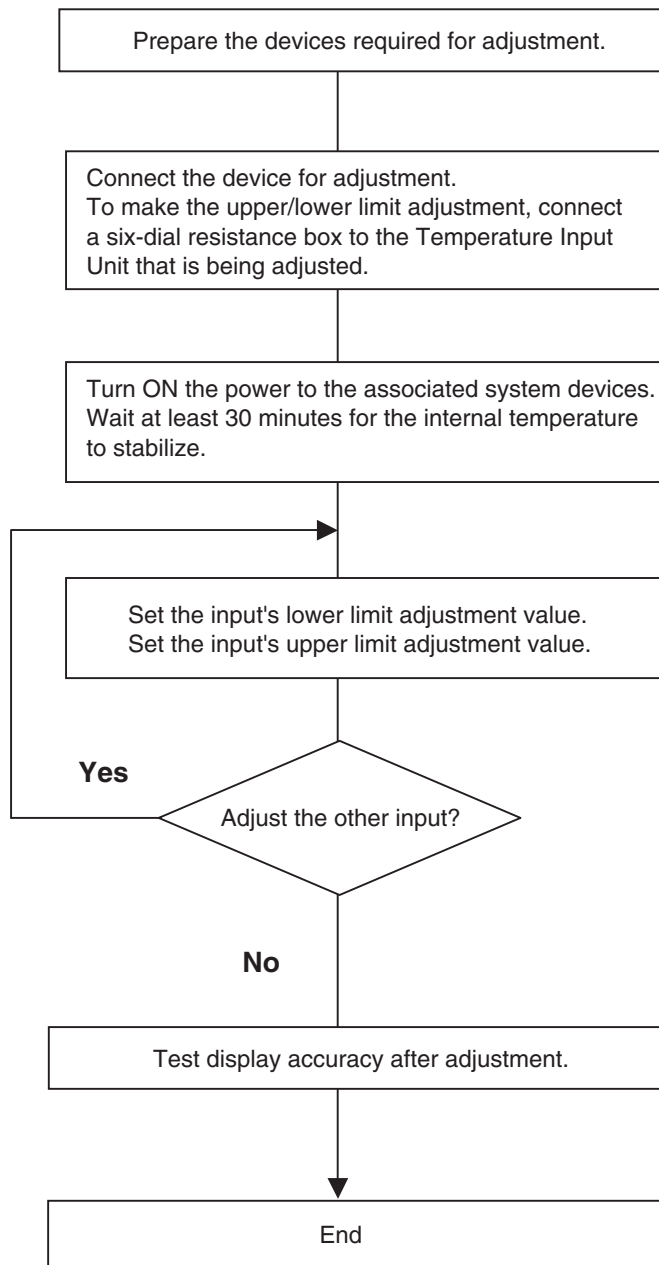 Prepare the devices required for adjustment.
Connect the device for adjustment.
To make the upper/lower limit adjustment, connect
a six-dial resistance box to the Temperature Input
Unit that is being adjusted.
Turn ON the power to the associated system devices.
Wait at least 30 minutes for the internal temperature
to stabilize.
Set the input's lower limit adjustment value.
Set the input's upper limit adjustment value.
Yes
Adjust the other input?
No
Test display accuracy after adjustment.
End